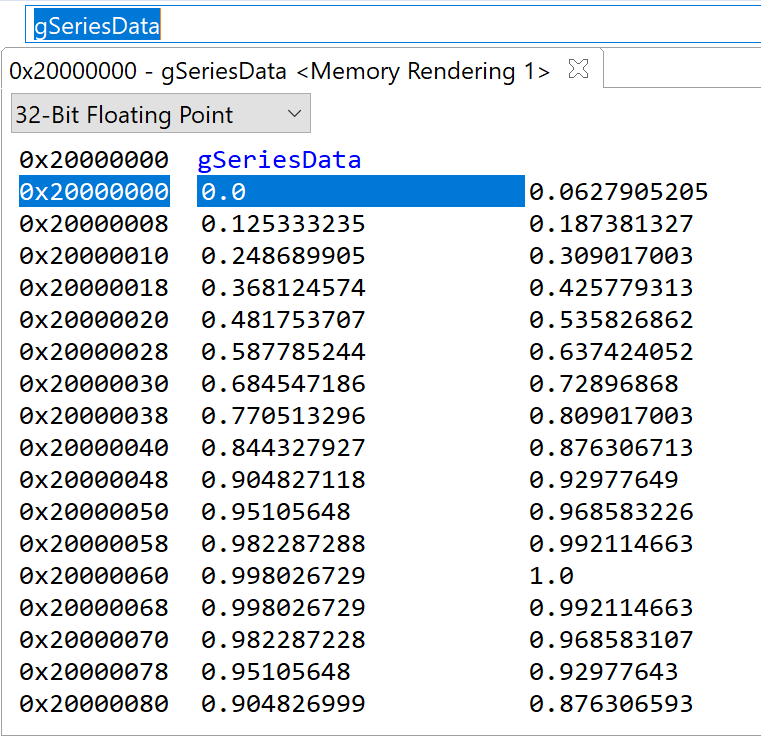 gSeriesData
0x20000000 - gSeriesData <Memory Rendering 1>
32-Bit Floating Point
0x20000000 gSeriesData
0x20000000 0.0 0.0627905205
0x20000008 0.125333235 0.187381327
0x20000010 0.248689905 0.309017003
0x20000018 0.368124574 0.425779313
0x20000020 0.481753707 0.535826862
0x20000028 0.587785244 0.637424052
0x20000030 0.684547186 0.72896868
0x20000038 0.770513296 0.809017003
0x20000040 0.844327927 0.876306713
0x20000048 0.904827118 0.92977649
0x20000050 0.95105648 0.968583226
0x20000058 0.982287288 0.992114663
0x20000060 0.998026729 1.0
0x20000068 0.998026729 0.992114663
0x20000070 0.982287228 0.968583107
0x20000078 0.95105648 0.92977643
0x20000080 0.904826999 0.876306593